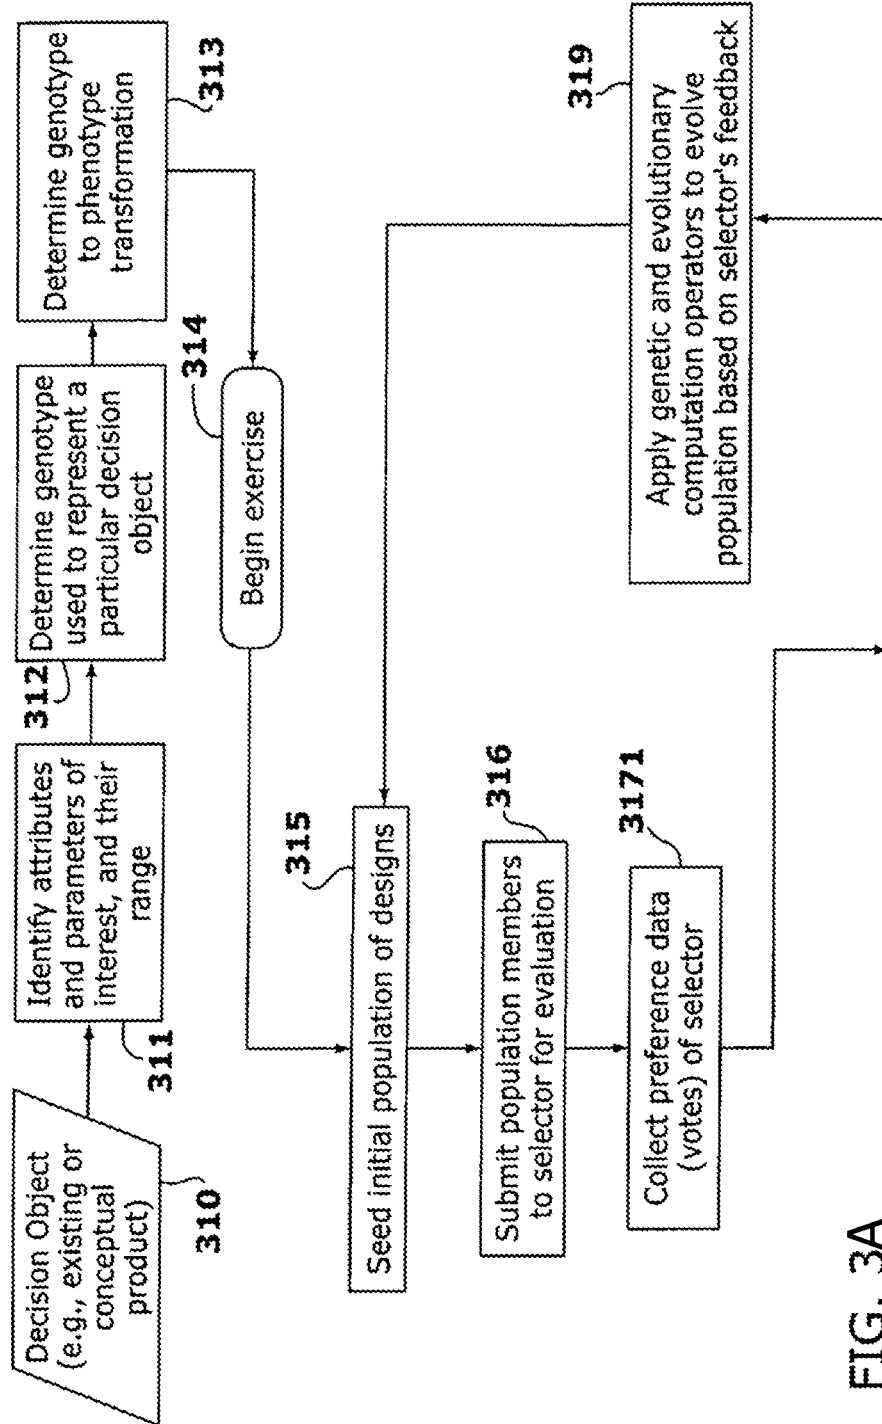 Decision Object
(e.g., existing or
conceptual
product)
310
Identify attributes
and parameters of
interest, and their
range
311
312
Determine genotype
used to represent a
particular decision
object
Determine genotype
to phenotype
transformation
313
314
Begin exercise
315
Seed initial population of designs
316
Submit population members
to selector for evaluation
3171
Collect preference data
(votes) of selector
319
Apply genetic and evolutionary
computation operators to evolve
population based on selector's feedback
FIG. 3A